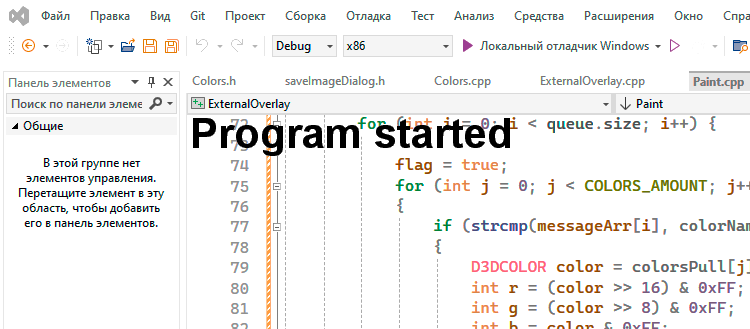 Файл Правка Вид Git Проект Сборка Отладка Тест Анализ Средства Расширения Окно
Debug x86 Локальный отладчик Windows
Панель элементов
Поиск по панели элеме
Общие
В этой группе нет
элементов управления.
Перетащите элемент в эту
область, чтобы добавить
его в панель элементов.
Colors.h saveImageDialog.h Colors.cpp ExternalOverlay.cpp Paint.cpp
ExternalOverlay Paint
Program started
72 for (int i = 0; i < queue.size; i++) {
74 flag = true;
75 for (int j = 0; j < COLORS_AMOUNT; j++
76 {
77 if (strcmp(messageArr[i], colorNam
78 {
79 D3DCOLOR color = colorsPull[j]
80 int r = (color >> 16) & 0xFF;
81 int g = (color >> 8) & 0xFF;
82 int b = color & 0xFF;